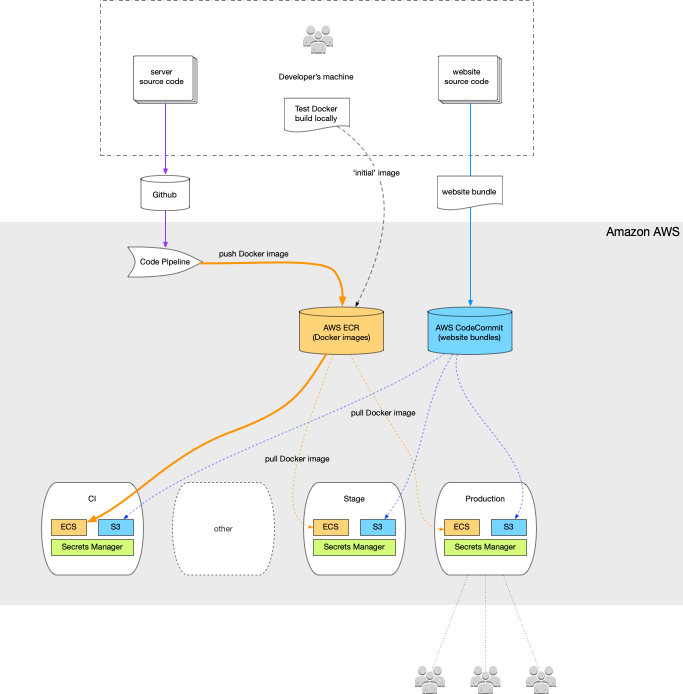 server
source code
Developer's machine
website
source code
Test Docker
build locally
'initial' image
Github
website bundle
Amazon AWS
push Docker image
Code Pipeline
AWS ECR
(Docker images)
AWS CodeCommit
(website bundles)
pull Docker image
pull Docker image
CI
ECS
S3
Secrets Manager
other
Stage
ECS
S3
Secrets Manager
Production
ECS
S3
Secrets Manager